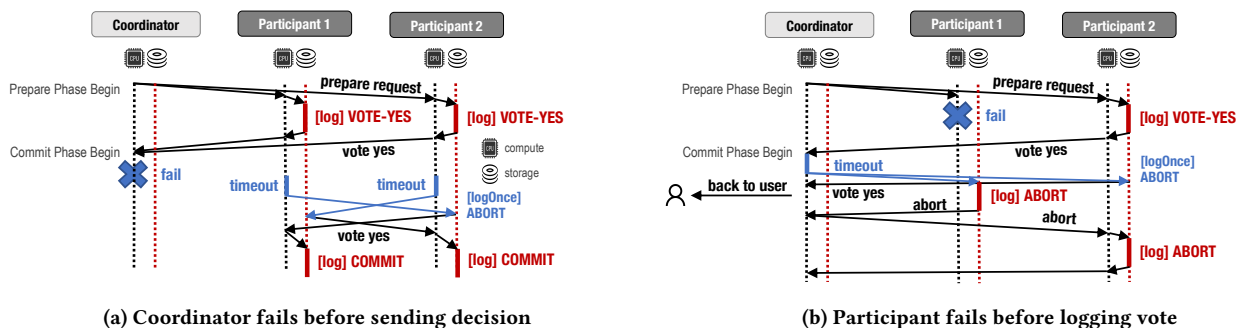 Coordinator
Participant 1
Participant 2
CPU
prepare request
Prepare Phase Begin
[log] VOTE-YES
[log] VOTE-YES
Commit Phase Begin
vote yes
compute
storage
fail
timeout
timeout
[logOnce]
ABORT
vote yes
[log] COMMIT
[log] COMMIT
(a) Coordinator fails before sending decision
Coordinator
Participant 1
Participant 2
CPU
CPU
prepare request
Prepare Phase Begin
fail
[log] VOTE-YES
Commit Phase Begin
vote yes
timeout
[logOnce]
ABORT
back to user
vote yes
[log] ABORT
abort
abort
[log] ABORT
(b) Participant fails before logging vote